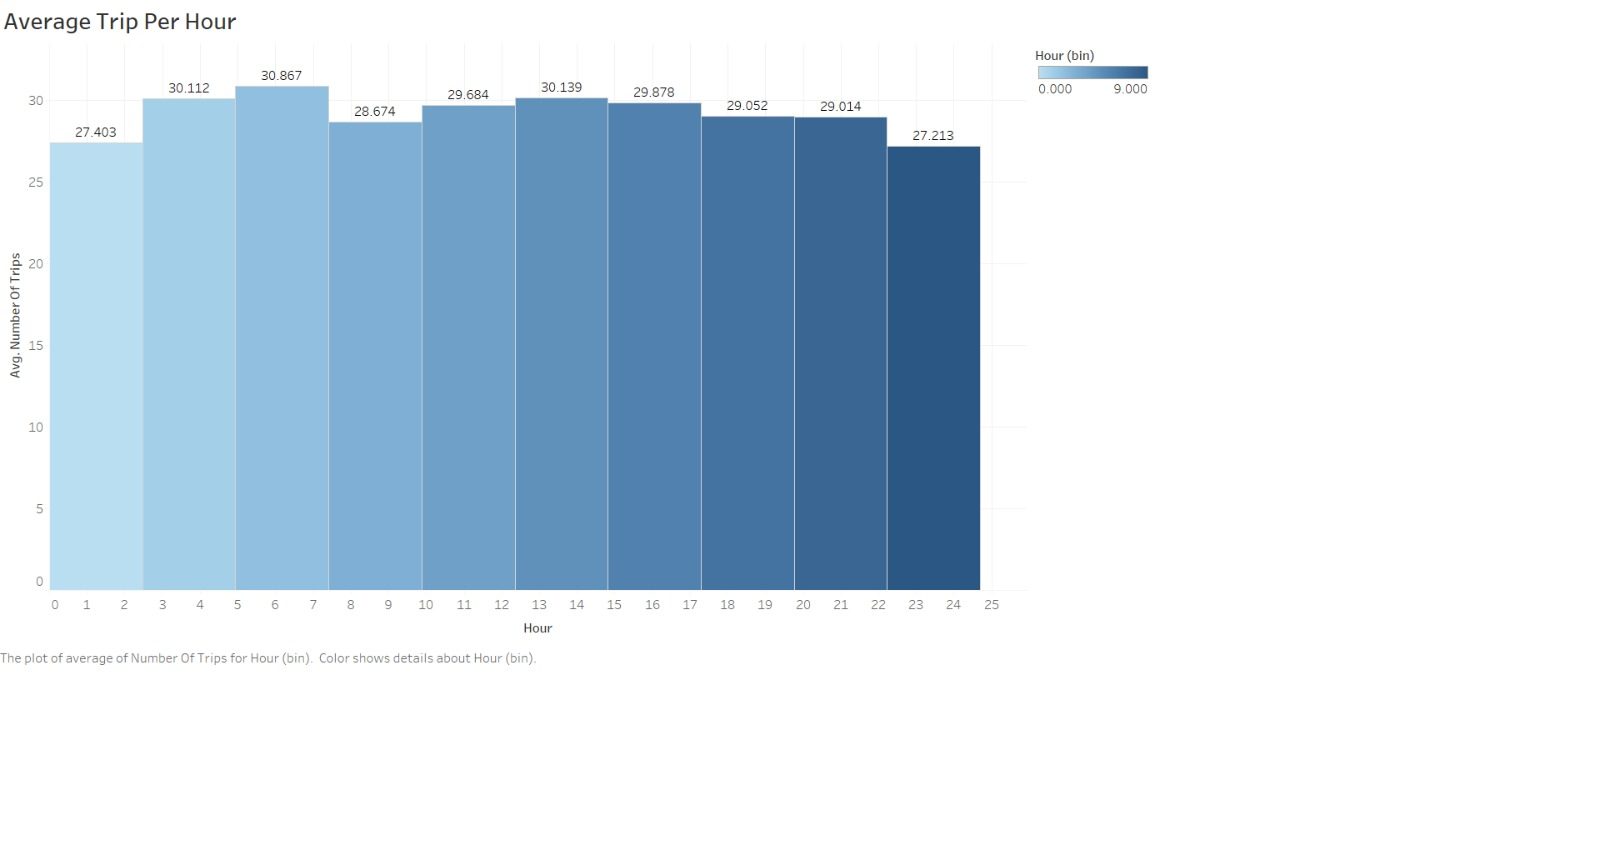 Average Trip Per Hour
Hour (bin)
0.000 9.000
27.403 30.112 30.867 28.674 29.684 30.139 29.878 29.052 29.014 27.213
Avg. Number Of Trips
30
25
20
15
10
5
0
0 1 2 3 4 5 6 7 8 9 10 11 12 13 14 15 16 17 18 19 20 21 22 23 24 25
Hour
The plot of average of Number Of Trips for Hour (bin). Color shows details about Hour (bin).